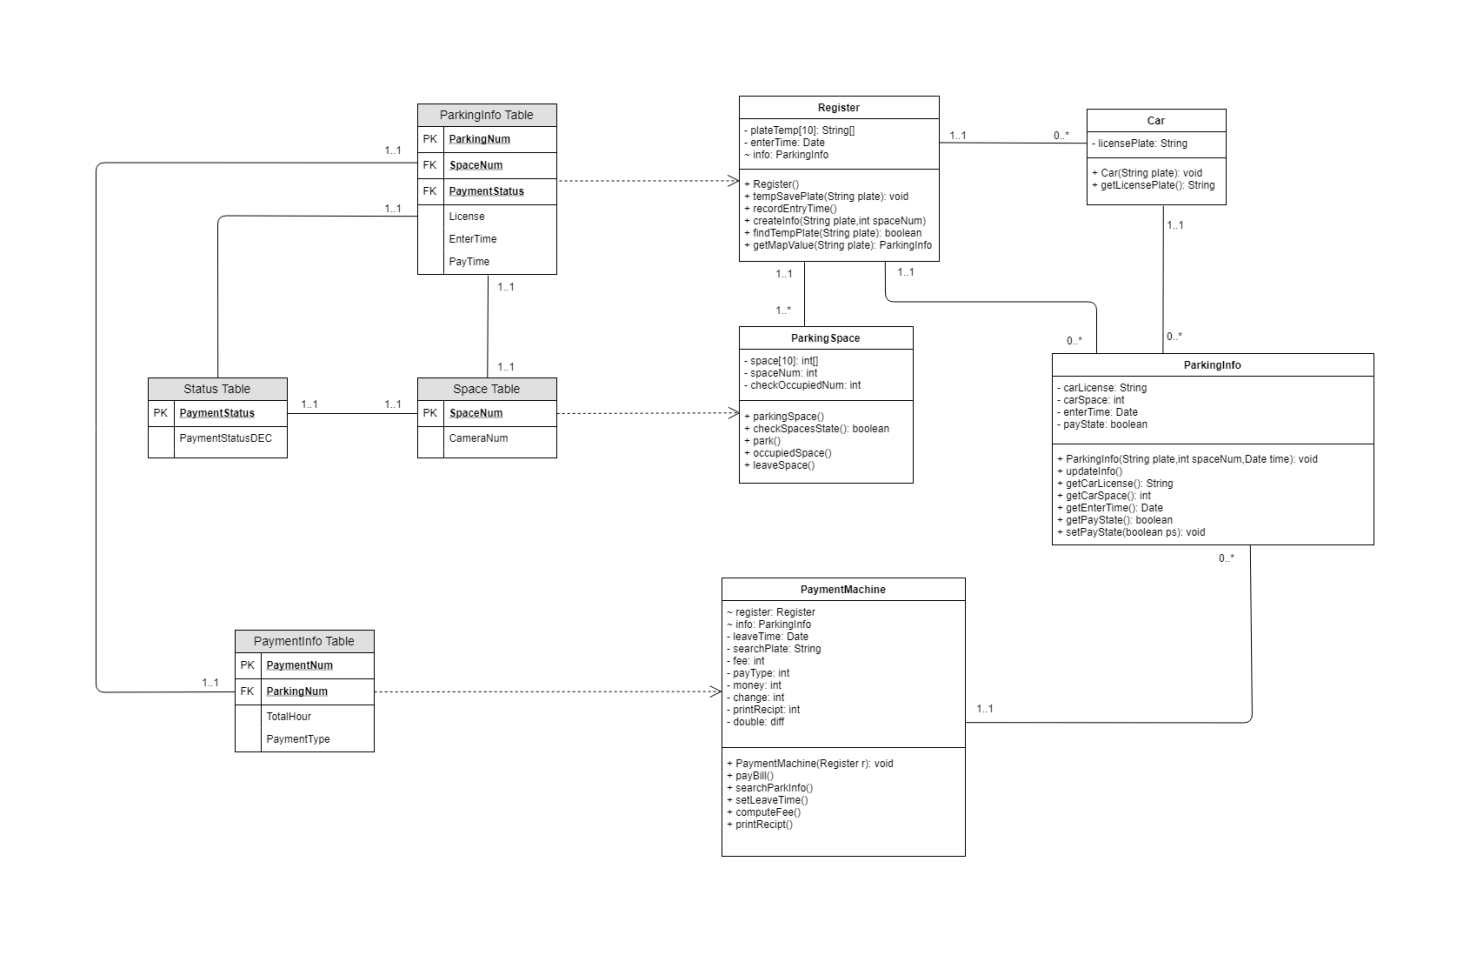 ParkingInfo Table
PK ParkingNum
FK SpaceNum
FK PaymentStatus
License
EnterTime
PayTime
1..1
1..1
1..1
Register
- plateTemp[10]: String[]
- enterTime: Date
~ info: ParkingInfo
+ Register()
+ tempSavePlate(String plate): void
+ recordEntryTime()
+ createInfo(String plate,int spaceNum)
+ findTempPlate(String plate): boolean
+ getMapValue(String plate): ParkingInfo
1..1
0..*
Car
- licensePlate: String
+ Car(String plate): void
+ getLicensePlate(): String
1..1
1..1
1..1
1..*
0..*
0..*
1..1
Status Table
PK PaymentStatus
PaymentStatusDEC
1..1
1..1
Space Table
PK SpaceNum
CameraNum
ParkingSpace
- space[10]: int[]
- spaceNum: int
- checkOccupiedNum: int
+ parkingSpace()
+ checkSpacesState(): boolean
+ park()
+ occupiedSpace()
+ leaveSpace()
ParkingInfo
- carLicense: String
- carSpace: int
- enterTime: Date
- payState: boolean
+ ParkingInfo(String plate,int spaceNum,Date time): void
+ updateInfo()
+ getCarLicense(): String
+ getCarSpace(): int
+ getEnterTime(): Date
+ getPayState(): boolean
+ setPayState(boolean ps): void
0..*
PaymentInfo Table
PK PaymentNum
FK ParkingNum
TotalHour
PaymentType
1..1
PaymentMachine
~ register: Register
~ info: ParkingInfo
- leaveTime: Date
- searchPlate: String
- fee: int
- payType: int
- money: int
- change: int
- printRecipt: int
- double: diff
+ PaymentMachine(Register r): void
+ payBill()
+ searchParkInfo()
+ setLeaveTime()
+ computeFee()
+ printRecipt()
1..1